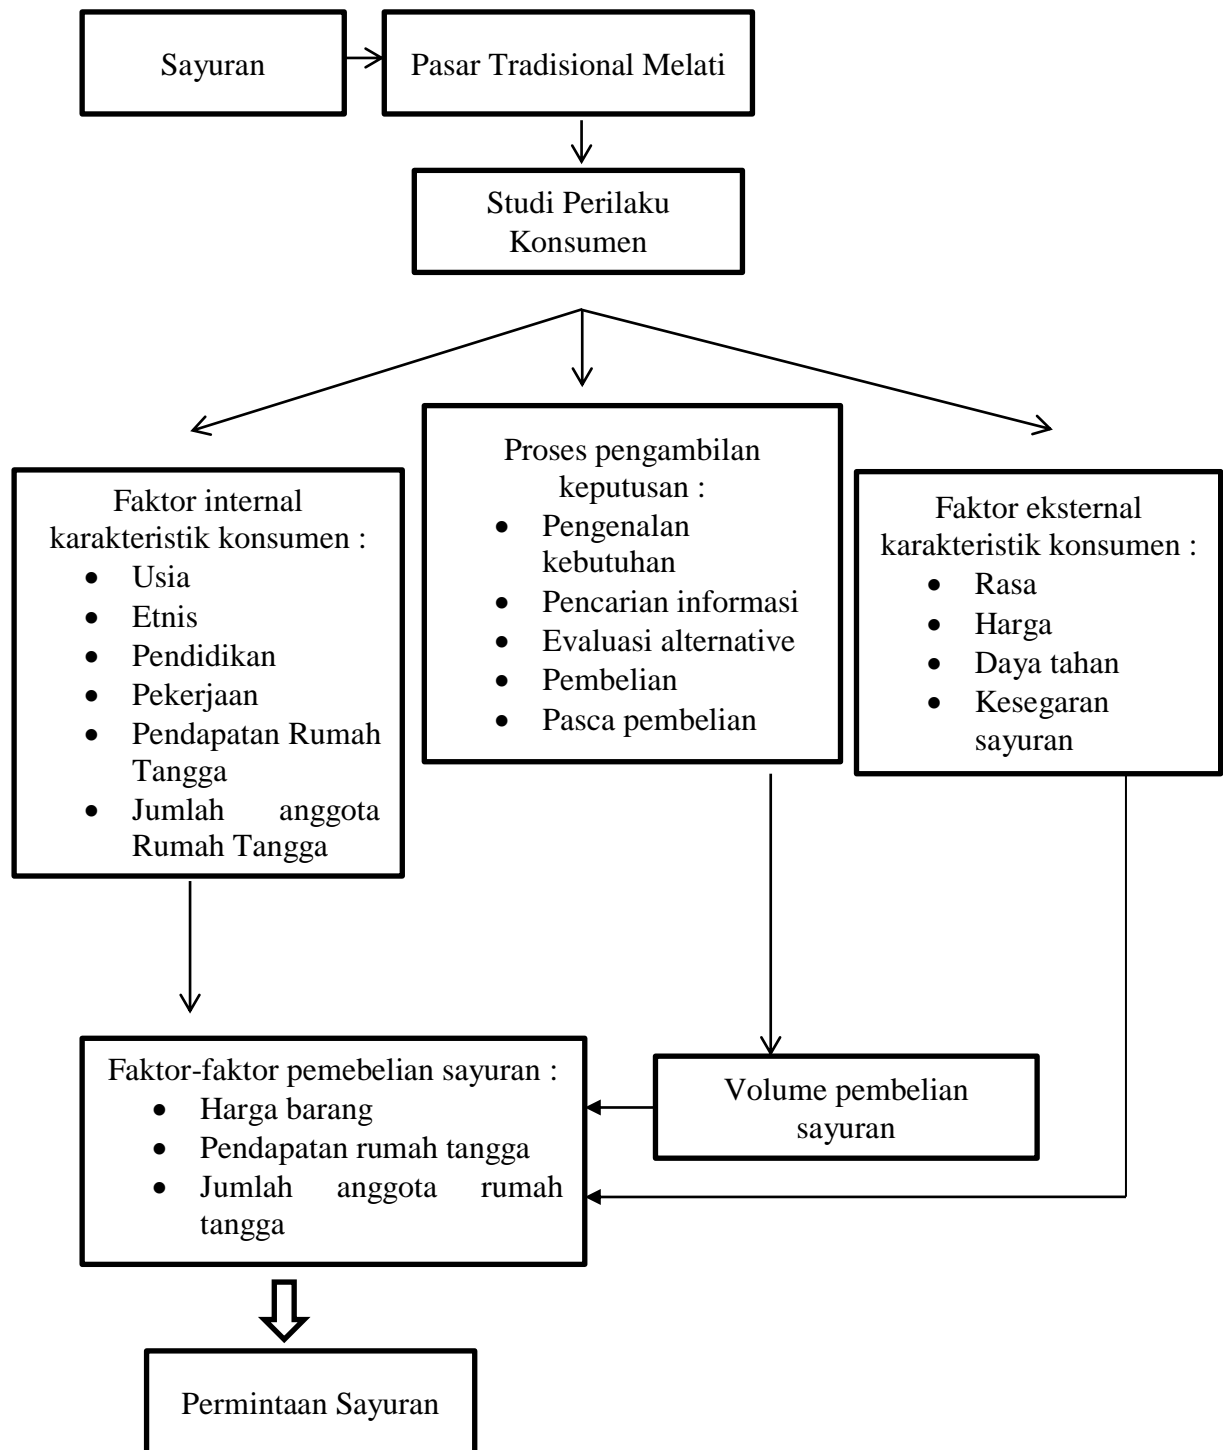 Sayuran
Pasar Tradisional Melati
Studi Perilaku
Konsumen
Faktor internal
karakteristik konsumen :
• Usia
• Etnis
• Pendidikan
• Pekerjaan
• Pendapatan Rumah
Tangga
• Jumlah anggota
Rumah Tangga
Proses pengambilan
keputusan :
• Pengenalan
kebutuhan
• Pencarian informasi
• Evaluasi alternative
• Pembelian
• Pasca pembelian
Faktor eksternal
karakteristik konsumen :
• Rasa
• Harga
• Daya tahan
• Kesegaran
sayuran
Faktor-faktor pemebelian sayuran :
• Harga barang
• Pendapatan rumah tangga
• Jumlah anggota rumah
tangga
Volume pembelian
sayuran
Permintaan Sayuran